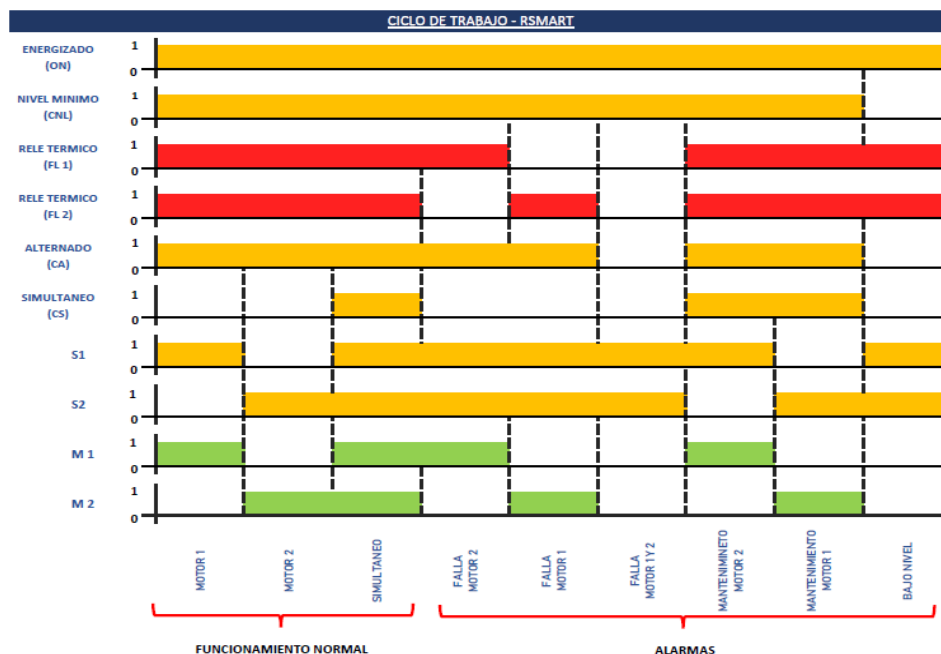 CICLO DE TRABAJO - RSMART
ENERGIZADO
(ON)
1
0
NIVEL MINIMO
(CNL)
1
0
RELE TERMICO
(FL 1)
1
0
RELE TERMICO
(FL 2)
1
0
ALTERNADO
(CA)
1
0
SIMULTANEO
(CS)
1
0
S1
1
0
S2
1
0
M 1
1
0
M 2
1
0
MOTOR 1
MOTOR 2
SIMULTANEO
FALLA
MOTOR 2
FALLA
MOTOR 1
FALLA
MOTOR 1 Y 2
MANTENIMINETO
MOTOR 2
MANTENIMIENTO
MOTOR 1
BAJO NIVEL
FUNCIONAMIENTO NORMAL
ALARMAS